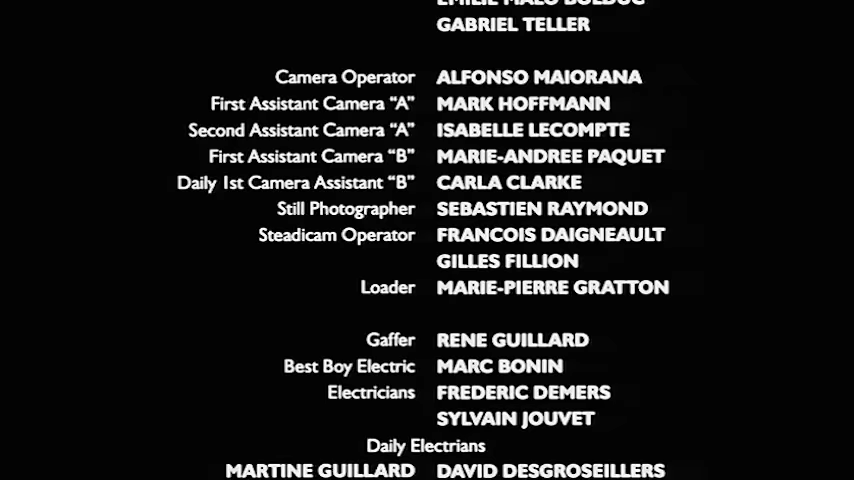 EMILIE MALO BOLDUC
GABRIEL TELLER
Camera Operator ALFONSO MAIORANA
First Assistant Camera “A” MARK HOFFMANN
Second Assistant Camera “A” ISABELLE LECOMPTE
First Assistant Camera “B” MARIE-ANDREE PAQUET
Daily 1st Camera Assistant “B” CARLA CLARKE
Still Photographer SEBASTIEN RAYMOND
Steadicam Operator FRANCOIS DAIGNEAULT
GILLES FILLION
Loader MARIE-PIERRE GRATTON
Gaffer RENE GUILLARD
Best Boy Electric MARC BONIN
Electricians FREDERIC DEMERS
SYLVAIN JOUVET
Daily Electrians
MARTINE GUILLARD DAVID DESGROSEILLERS